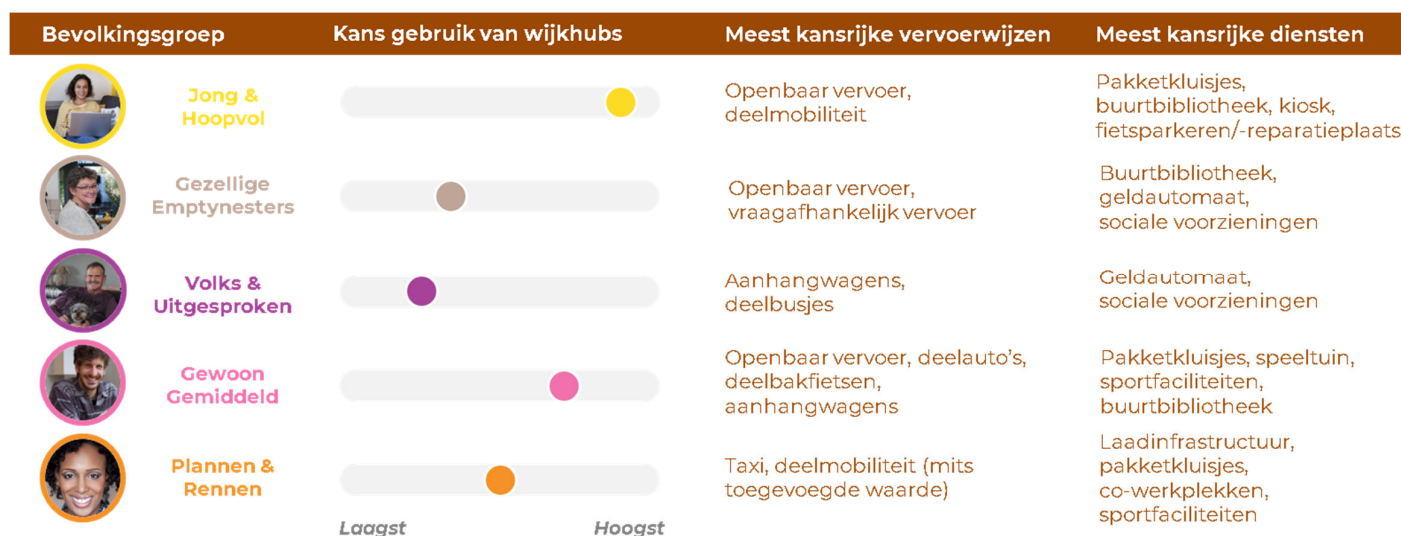 Bevolkingsgroep
Kans gebruik van wijkhubs
Meest kansrijke vervoerwijzen
Meest kansrijke diensten
Jong &
Hoopvol
Openbaar vervoer,
deelmobiliteit
Pakketkluisjes,
buurtbibliotheek, kiosk,
fietsparkeren/-reparatieplaats
Gezellige
Emptynesters
Openbaar vervoer,
vraagafhankelijk vervoer
Buurtbibliotheek,
geldautomaat,
sociale voorzieningen
Volks &
Uitgesproken
Aanhangwagens,
deelbusjes
Geldautomaat,
sociale voorzieningen
Gewoon
Gemiddeld
Openbaar vervoer, deelauto's,
deelbakfietsen,
aanhangwagens
Pakketkluisjes, speeltuin,
sportfaciliteiten,
buurtbibliotheek
Plannen &
Rennen
Taxi, deelmobiliteit (mits
toegevoegde waarde)
Laadinfrastructuur,
pakketkluisjes,
co-werkplekken,
sportfaciliteiten
Laagst
Hoogst